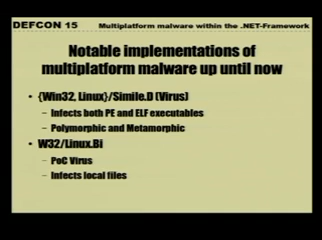 DEFCON 15
Multiplatform malware within the .NET-Framework
Notable implementations of
multiplatform malware up until now
• {Win32, Linux}/Simile.D (Virus)
– Infects both PE and ELF executables
– Polymorphic and Metamorphic
• W32/Linux.Bi
– PoC Virus
– Infects local files